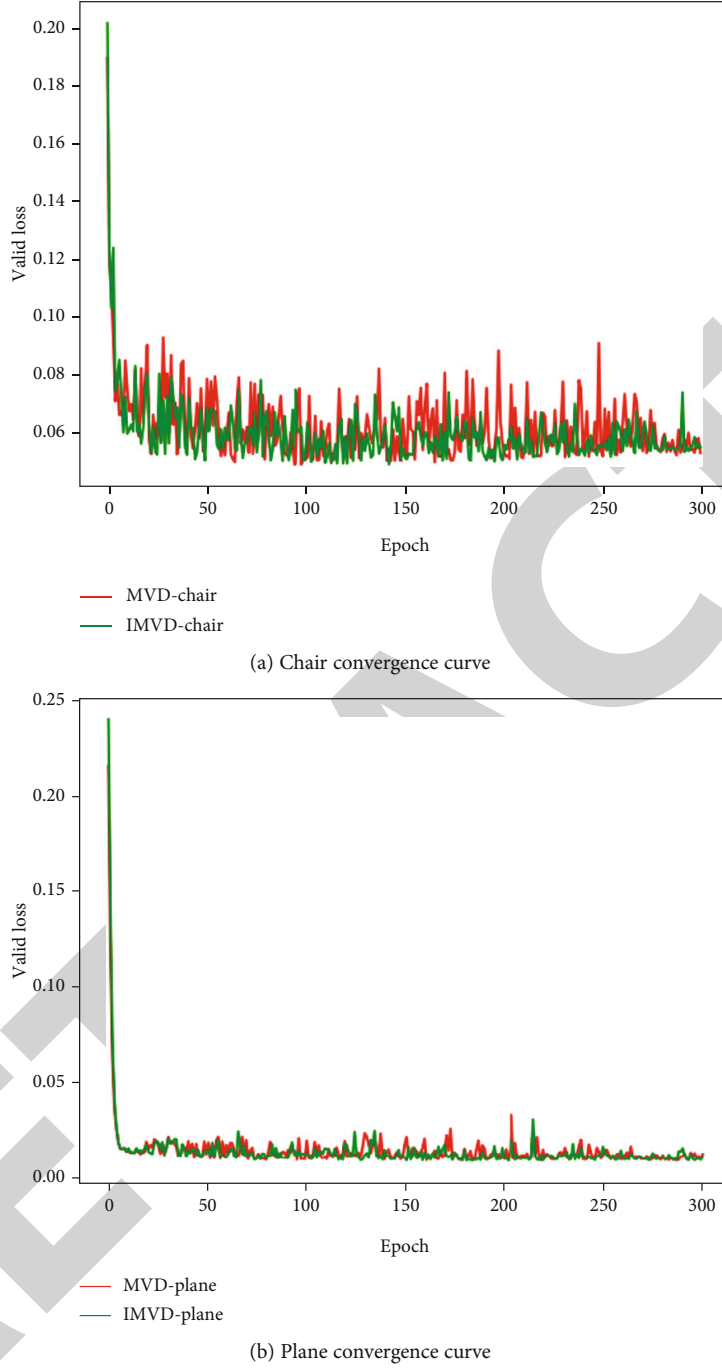 0.20
0.18
0.16
0.14
0.12
0.10
0.08
0.06
Valid loss
0 50 100 150 200 250 300
Epoch
MVD-chair
IMVD-chair
(a) Chair convergence curve
0.25
0.20
0.15
0.10
0.05
0.00
Valid loss
0 50 100 150 200 250 300
Epoch
MVD-plane
IMVD-plane
(b) Plane convergence curve